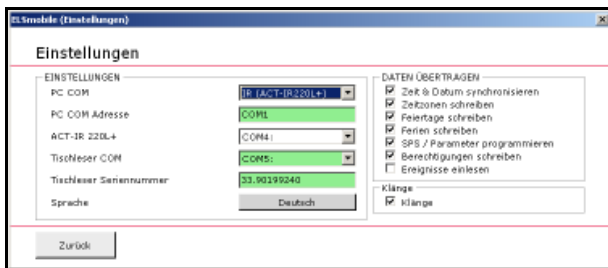 ELSmobile (Einstellungen)
Einstellungen
EINSTELLUNGEN
PC COM
IR (ACT-IR220L+)
PC COM Adresse
COM1
ACT-IR 220L+
COM4:
Tischleser COM
COM5:
Tischleser Seriennummer
33.90199240
Sprache
Deutsch
DATEN ÜBERTRAGEN
Zeit & Datum synchronisieren
Zeitzonen schreiben
Feiertage schreiben
Ferien schreiben
SPS / Parameter programmieren
Berechtigungen schreiben
Ereignisse einlesen
Klänge
Klänge
Zurück